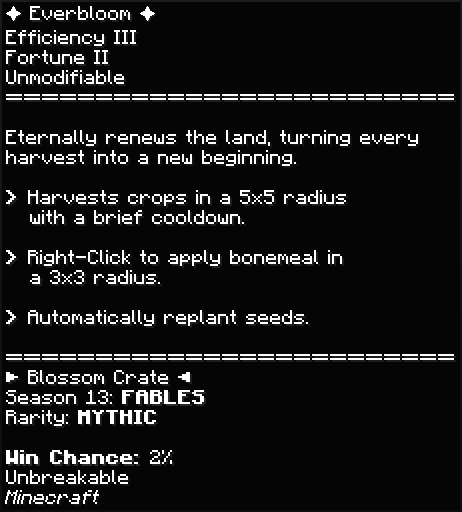 ✦ Everbloom ✦
Efficiency III
Fortune II
Unmodifiable
==============================
Eternally renews the land, turning every
harvest into a new beginning.
> Harvests crops in a 5x5 radius
with a brief cooldown.
> Right-Click to apply bonemeal in
a 3x3 radius.
> Automatically replant seeds.
==============================
► Blossom Crate ◄
Season 13: FABLES
Rarity: MYTHIC
Win Chance: 2%
Unbreakable
Minecraft